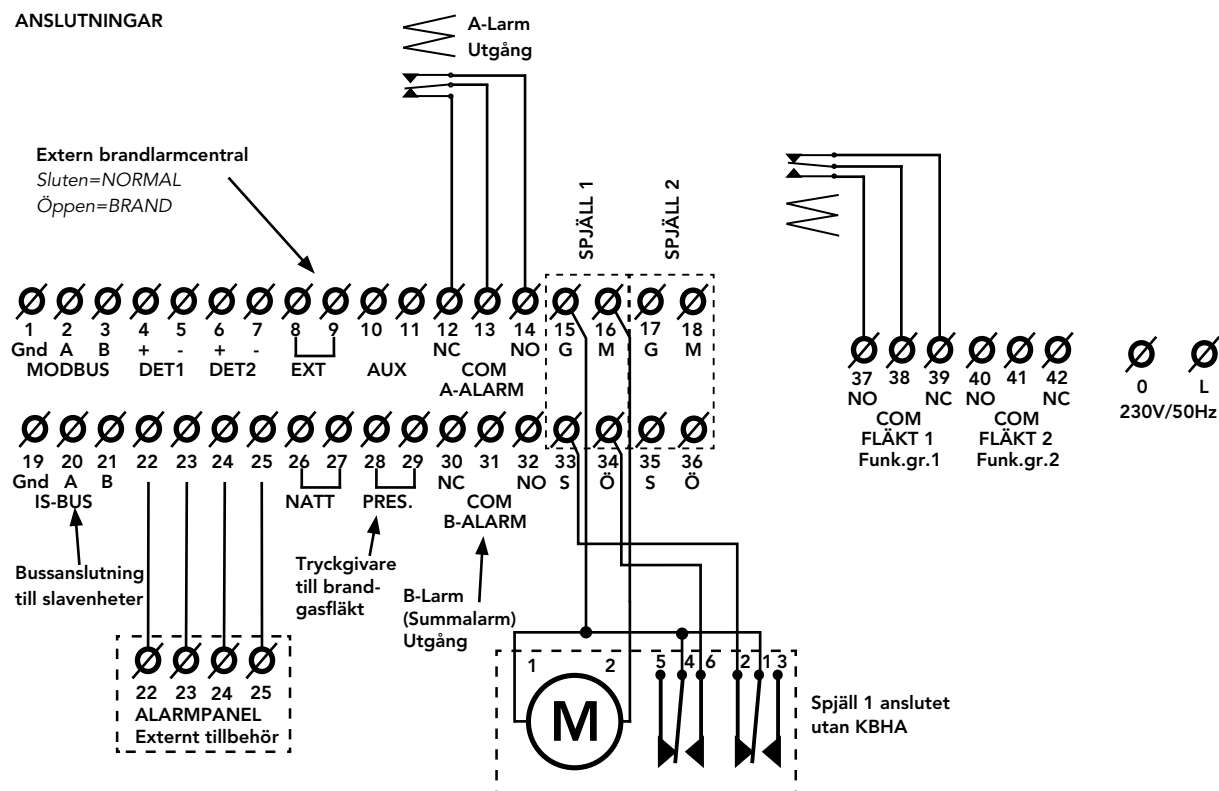 ANSLUTNINGAR
A-Larm
Utgång
Extern brandlarmcentral
Sluten=NORMAL
Öppen=BRAND
SPJÄLL 1
SPJÄLL 2
1 2 3 4 5 6 7 8 9 10 11 12 13 14 15 16 17 18
Gnd A B + - + - NC NO G M G M
MODBUS DET1 DET2 EXT AUX COM
A-ALARM
37 38 39 40 41 42
NO NC NO NC
COM COM
FLÄKT 1 FLÄKT 2
Funk.gr.1 Funk.gr.2
0 L
230V/50Hz
19 20 21 22 23 24 25 26 27 28 29 30 31 32 33 34 35 36
Gnd A B NC NO S Ö S Ö
IS-BUS NATT PRES. COM
B-ALARM
Bussanslutning
till slavenheter
Tryckgivare
till brand-
gasfläkt
B-Larm
(Summalarm)
Utgång
22 23 24 25
ALARMPANEL
Externt tillbehör
1 2 5 4 6 2 1 3
M
Spjäll 1 anslutet
utan KBHA